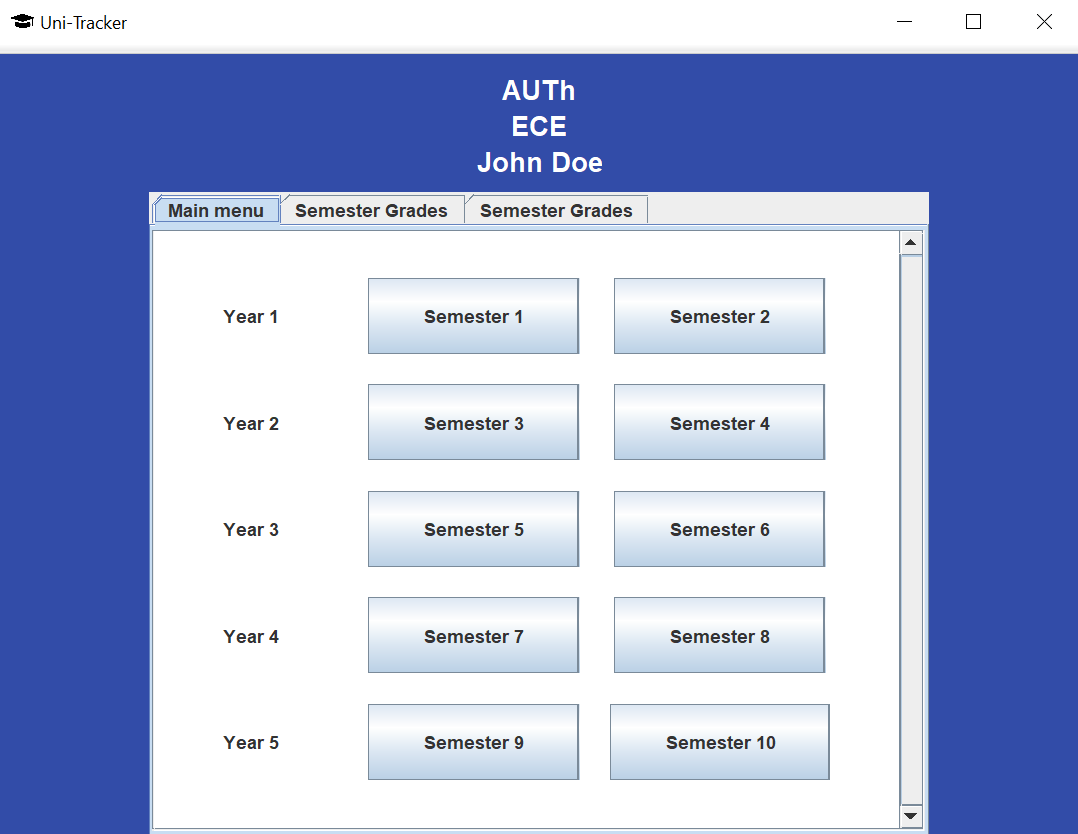 Uni-Tracker
AUTh
ECE
John Doe
Main menu Semester Grades Semester Grades
Year 1 Semester 1 Semester 2
Year 2 Semester 3 Semester 4
Year 3 Semester 5 Semester 6
Year 4 Semester 7 Semester 8
Year 5 Semester 9 Semester 10